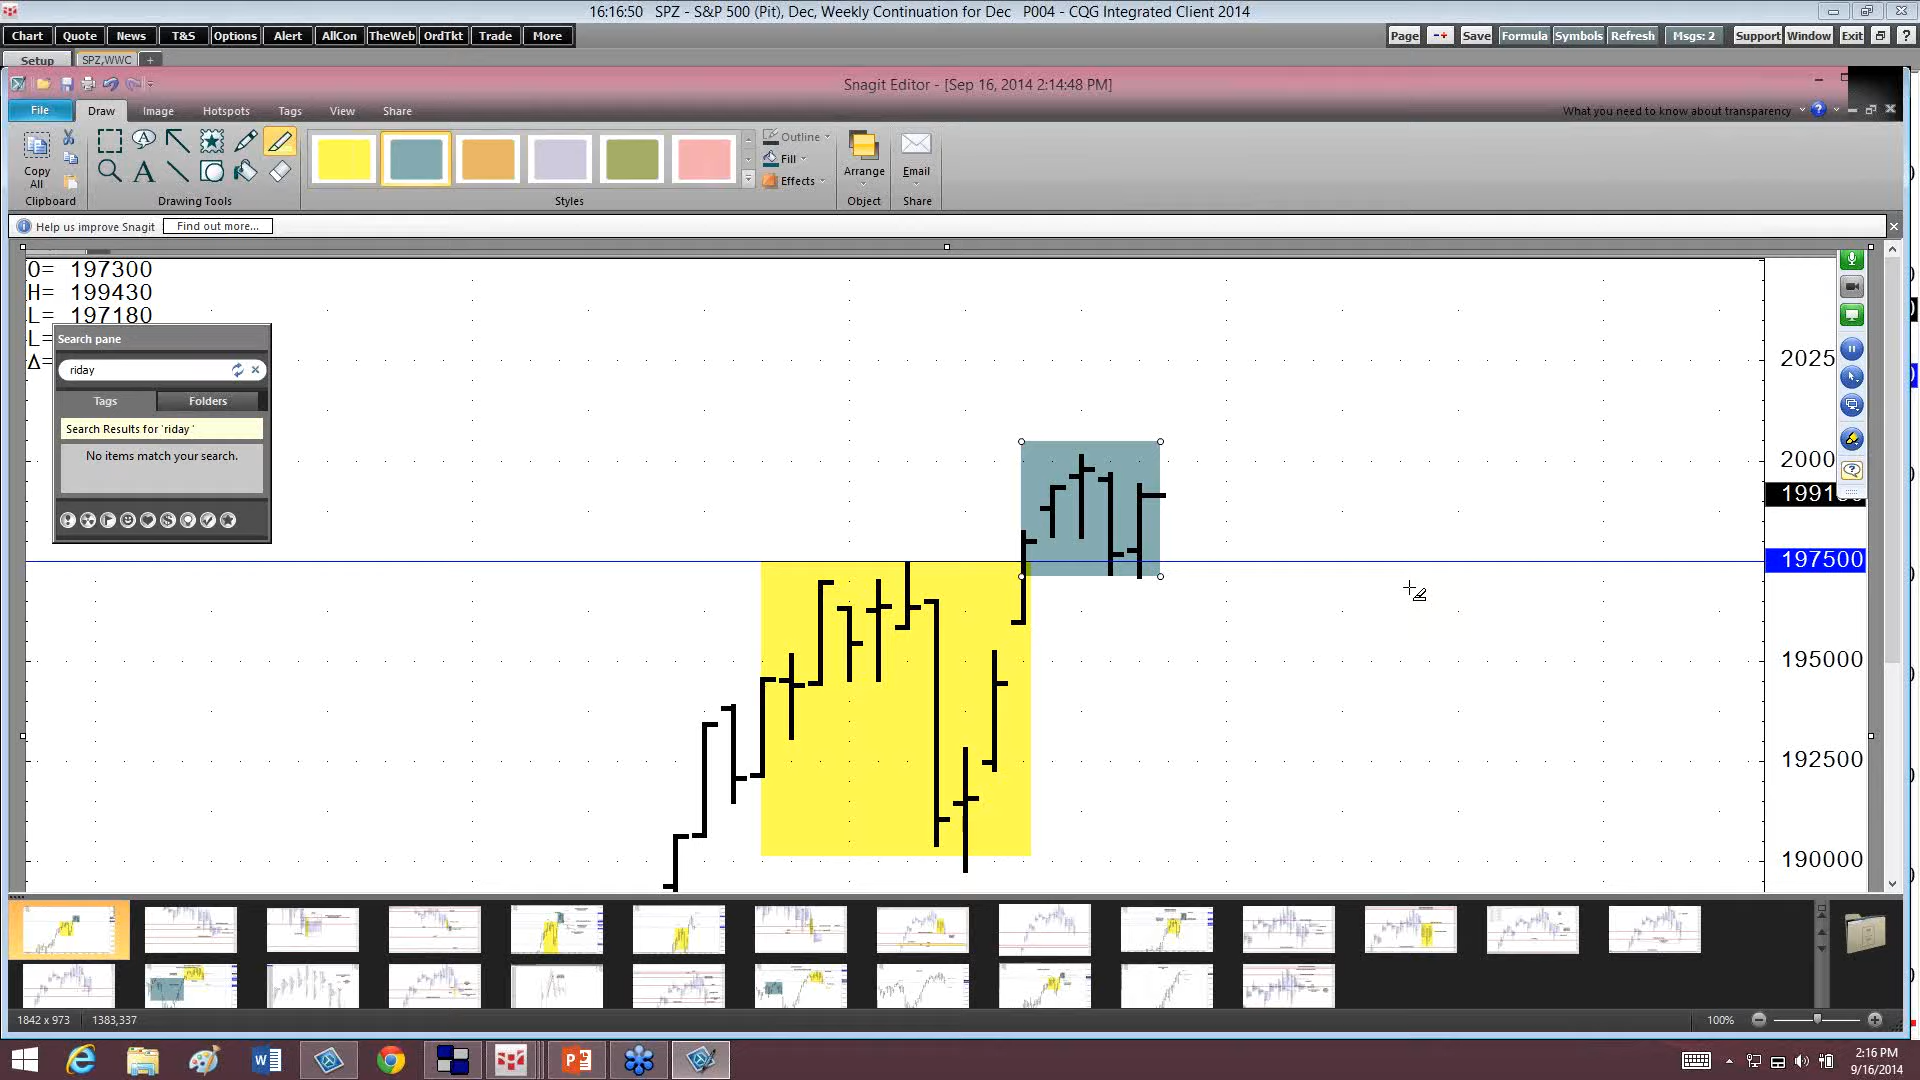 16:16:50 SPZ - S&P 500 (Pit), Dec, Weekly Continuation for Dec P004 - CQG Integrated Client 2014
Chart Quote News T&S Options Alert AllCon TheWeb OrdTkt Trade More Page Save Formula Symbols Refresh Msgs: 2 Support Window Exit ?
Setup SPZ,WWC +
Snagit Editor - [Sep 16, 2014 2:14:48 PM]
File Draw Image Hotspots Tags View Share What you need to know about transparency
Copy All
Outline
Fill
Effects
Arrange
Email
Clipboard Drawing Tools Styles Object Share
Help us improve Snagit Find out more...
O= 197300
H= 199430
L= 197180
L=
Δ=
Search pane
riday
Tags Folders
Search Results for 'riday '
No items match your search.
2025
2000
1991
197500
195000
192500
190000
1842 x 973 1383,337 100%
2:16 PM
9/16/2014